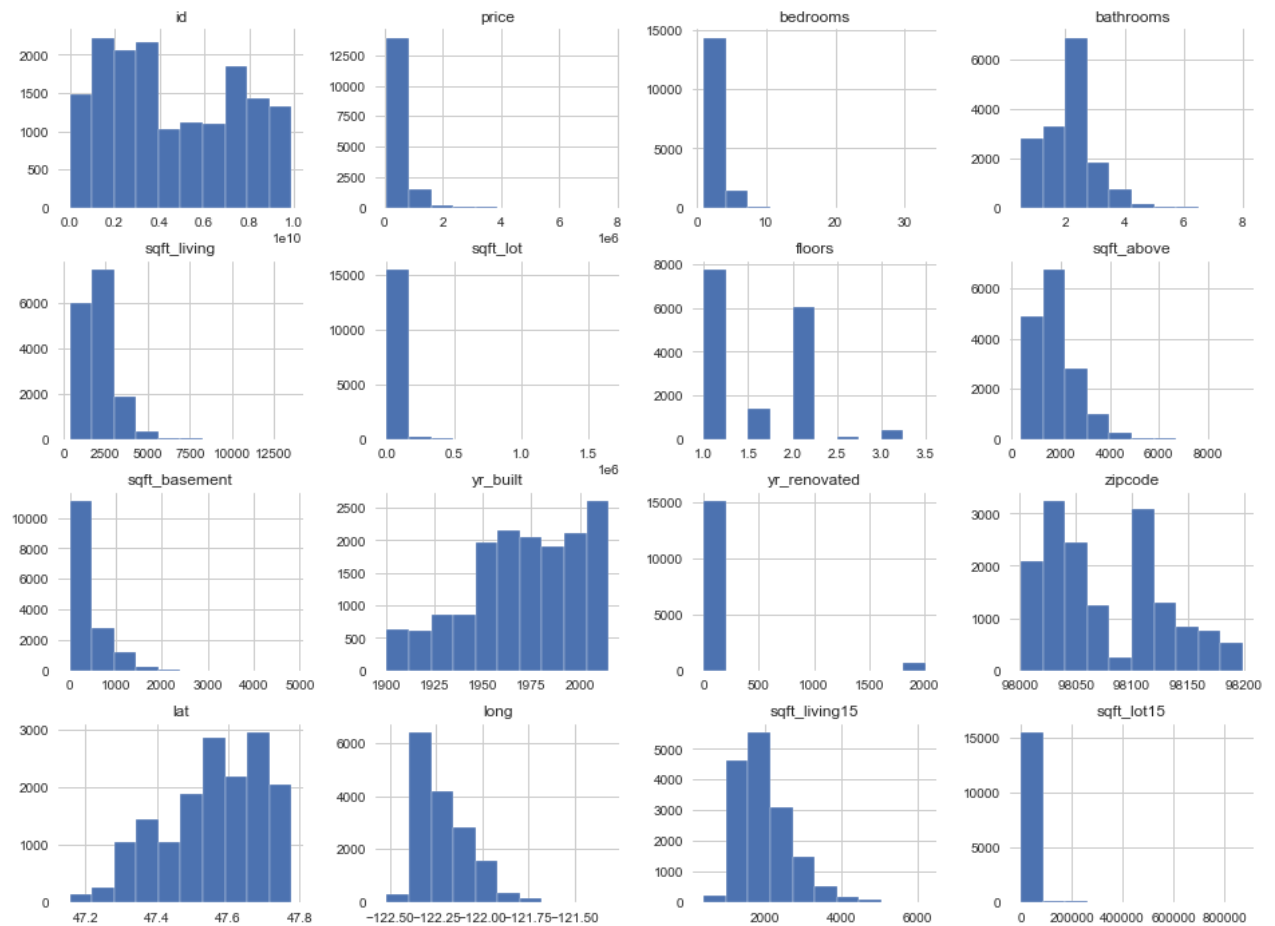 id price bedrooms bathrooms
2000 12500 15000 6000
1500 10000 10000 4000
1000 7500 5000 2000
500 5000 0 0
0 2500
0
0.0 0.2 0.4 0.6 0.8 1.0 0 2 4 6 8 0 10 20 30 2 4 6 8
1e10 1e6
sqft_living sqft_lot floors sqft_above
6000 15000 8000 6000
4000 10000 6000 4000
2000 5000 4000 2000
0 0 2000 0
0
0 2500 5000 7500 10000 12500 0.0 0.5 1.0 1.5 1.0 1.5 2.0 2.5 3.0 3.5 0 2000 4000 6000 8000
1e6
sqft_basement yr_built yr_renovated zipcode
10000 2500 15000 3000
8000 2000 10000 2000
6000 1500 5000 1000
4000 1000 0 0
2000 500
0 0
0 1000 2000 3000 4000 5000 1900 1925 1950 1975 2000 0 500 1000 1500 2000 98000 98050 98100 98150 98200
lat long sqft_living15 sqft_lot15
3000 6000 5000 15000
2000 4000 4000 10000
1000 2000 3000 5000
0 0 2000 0
1000
0
47.2 47.4 47.6 47.8 −122.50 −122.25 −122.00 −121.75 −121.50 2000 4000 6000 0 200000 400000 600000 800000